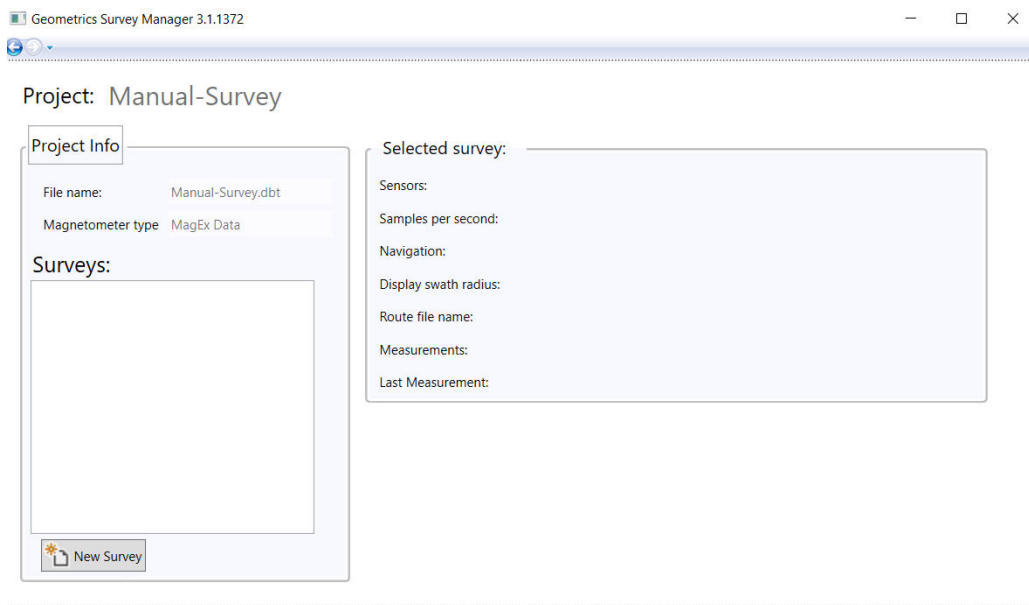 Geometrics Survey Manager 3.1.1372
Project: Manual-Survey
Project Info
File name: Manual-Survey.dbt
Magnetometer type MagEx Data
Surveys:
New Survey
Selected survey:
Sensors:
Samples per second:
Navigation:
Display swath radius:
Route file name:
Measurements:
Last Measurement: